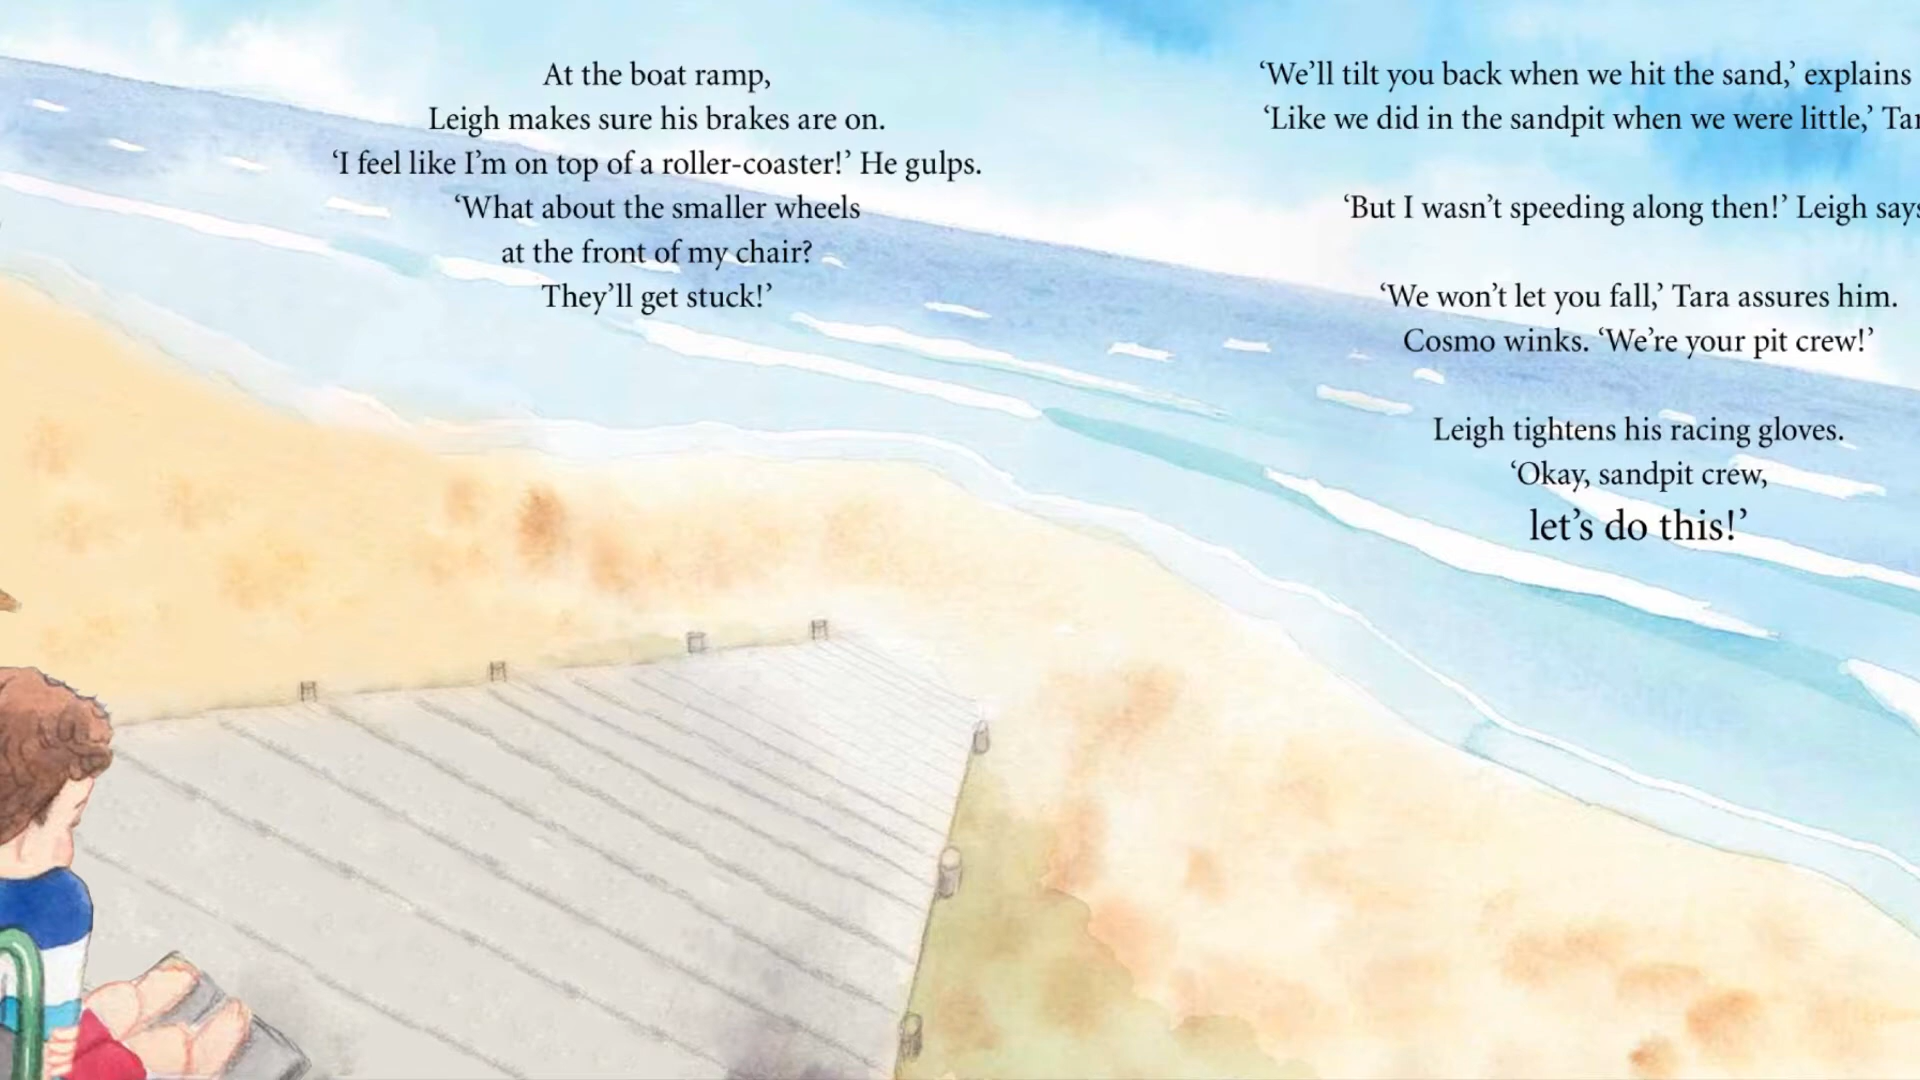 At the boat ramp,
Leigh makes sure his brakes are on.
‘I feel like I’m on top of a roller-coaster!’ He gulps.
‘What about the smaller wheels
at the front of my chair?
They’ll get stuck!’
‘We’ll tilt you back when we hit the sand,’ explains
‘Like we did in the sandpit when we were little,’
‘But I wasn’t speeding along then!’ Leigh says
‘We won’t let you fall,’ Tara assures him.
Cosmo winks. ‘We’re your pit crew!’
Leigh tightens his racing gloves.
‘Okay, sandpit crew,
let’s do this!’